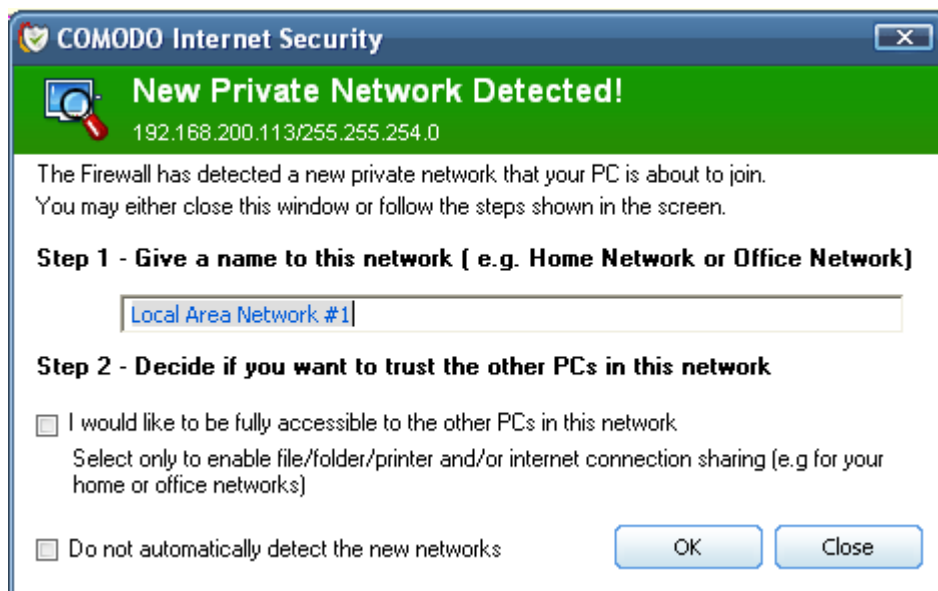 COMODO Internet Security
New Private Network Detected!
192.168.200.113/255.255.254.0
The Firewall has detected a new private network that your PC is about to join.
You may either close this window or follow the steps shown in the screen.
Step 1 - Give a name to this network ( e.g. Home Network or Office Network)
Local Area Network #1
Step 2 - Decide if you want to trust the other PCs in this network
I would like to be fully accessible to the other PCs in this network
Select only to enable file/folder/printer and/or internet connection sharing (e.g for your
home or office networks)
Do not automatically detect the new networks
OK
Close